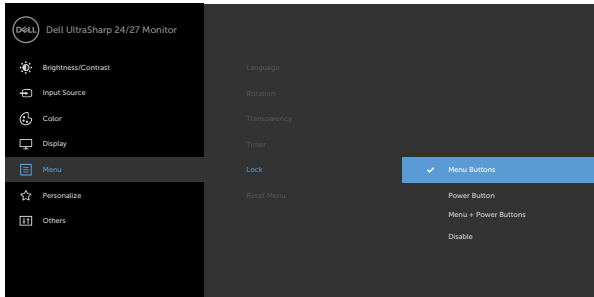 DELL Dell UltraSharp 24/27 Monitor
Brightness/Contrast
Input Source
Color
Display
Menu
Personalize
Others
Language
Rotation
Transparency
Timer
Lock
Reset Menu
Menu Buttons
Power Button
Menu + Power Buttons
Disable